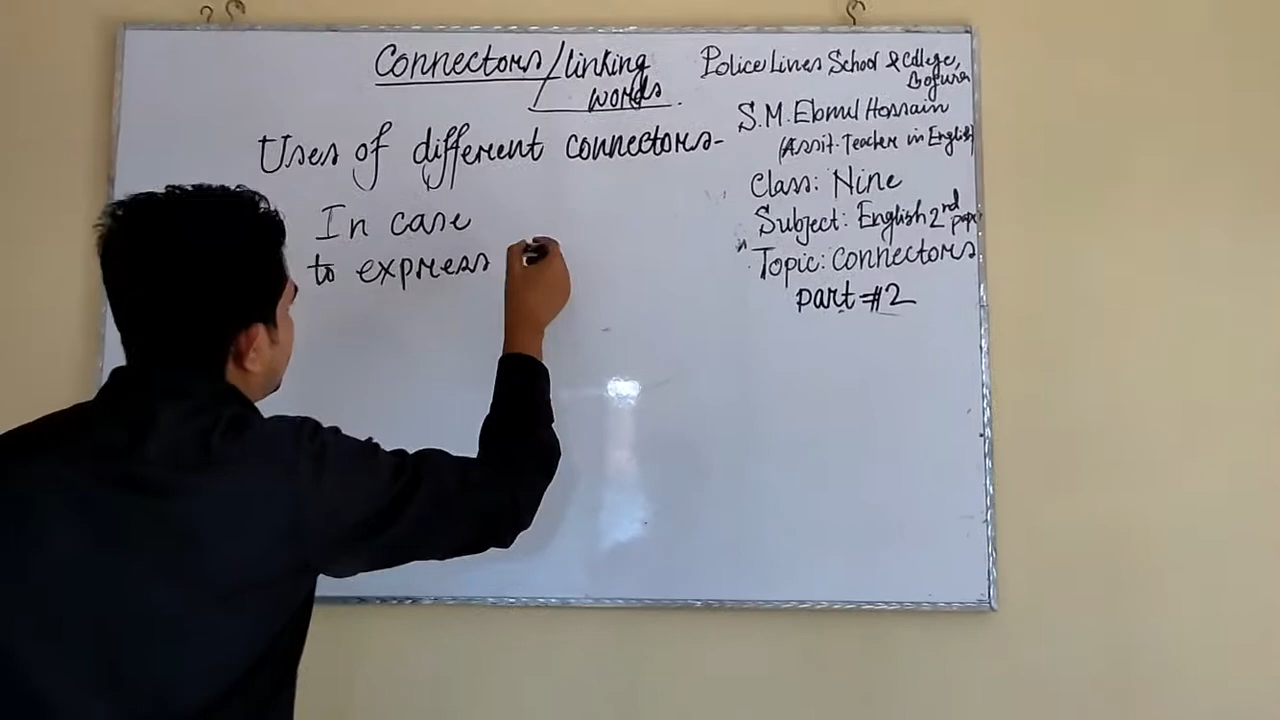 Connectors/linking
words.
Uses of different connectors-
In case
to express
Police Lines School & College,
Bogura
S.M. Ebnul Hossain
(Assit. Teacher in English)
Class: Nine
Subject: English 2nd paper
Topic: Connectors
part #2